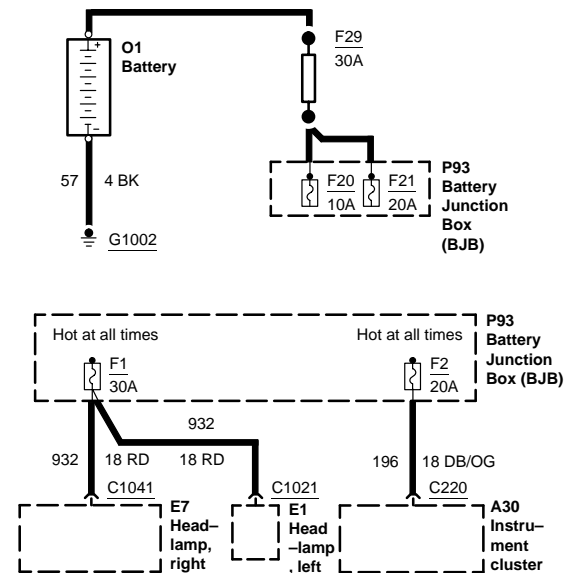 O1
Battery
+
–
F29
30A
57 4 BK
G1002
F20
10A
F21
20A
P93
Battery
Junction
Box
(BJB)
Hot at all times
F1
30A
Hot at all times
F2
20A
P93
Battery
Junction
Box (BJB)
932
932 18 RD 18 RD
196 18 DB/OG
C1041
E7
Head–
lamp,
right
C1021
E1
Head
–lamp
, left
C220
A30
Instru–
ment
cluster